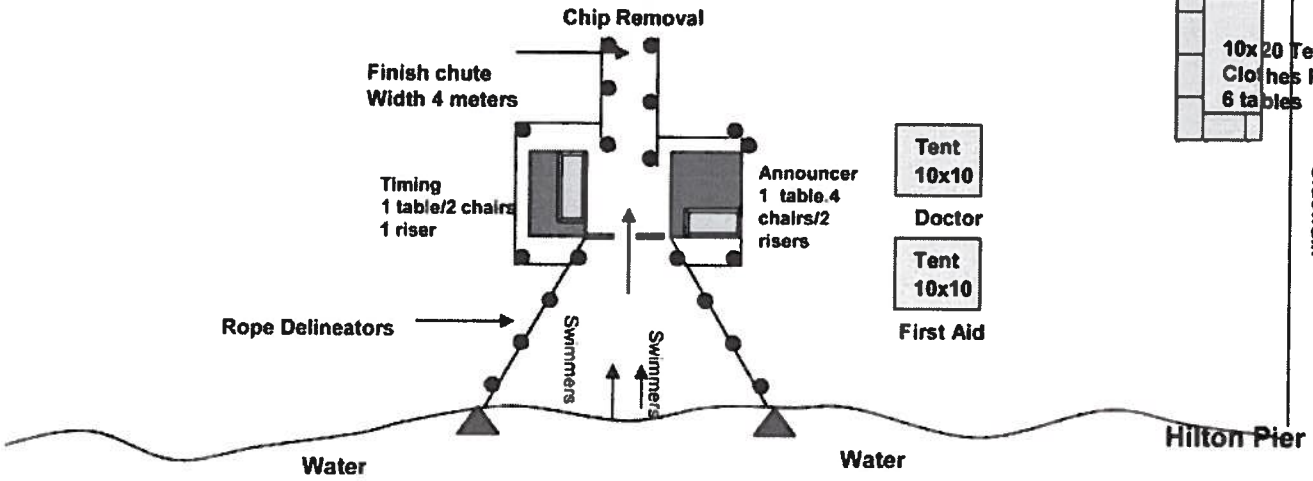 Chip Removal
Finish chute
Width 4 meters
10x20 Te
Clothes
6 tables
Timing
1 table/2 chairs
1 riser
Announcer
1 table.4
chairs/2
risers
Tent
10x10
Doctor
Tent
10x10
First Aid
Rope Delineators
Swimmers
Swimmers
Water
Water
Hilton Pier